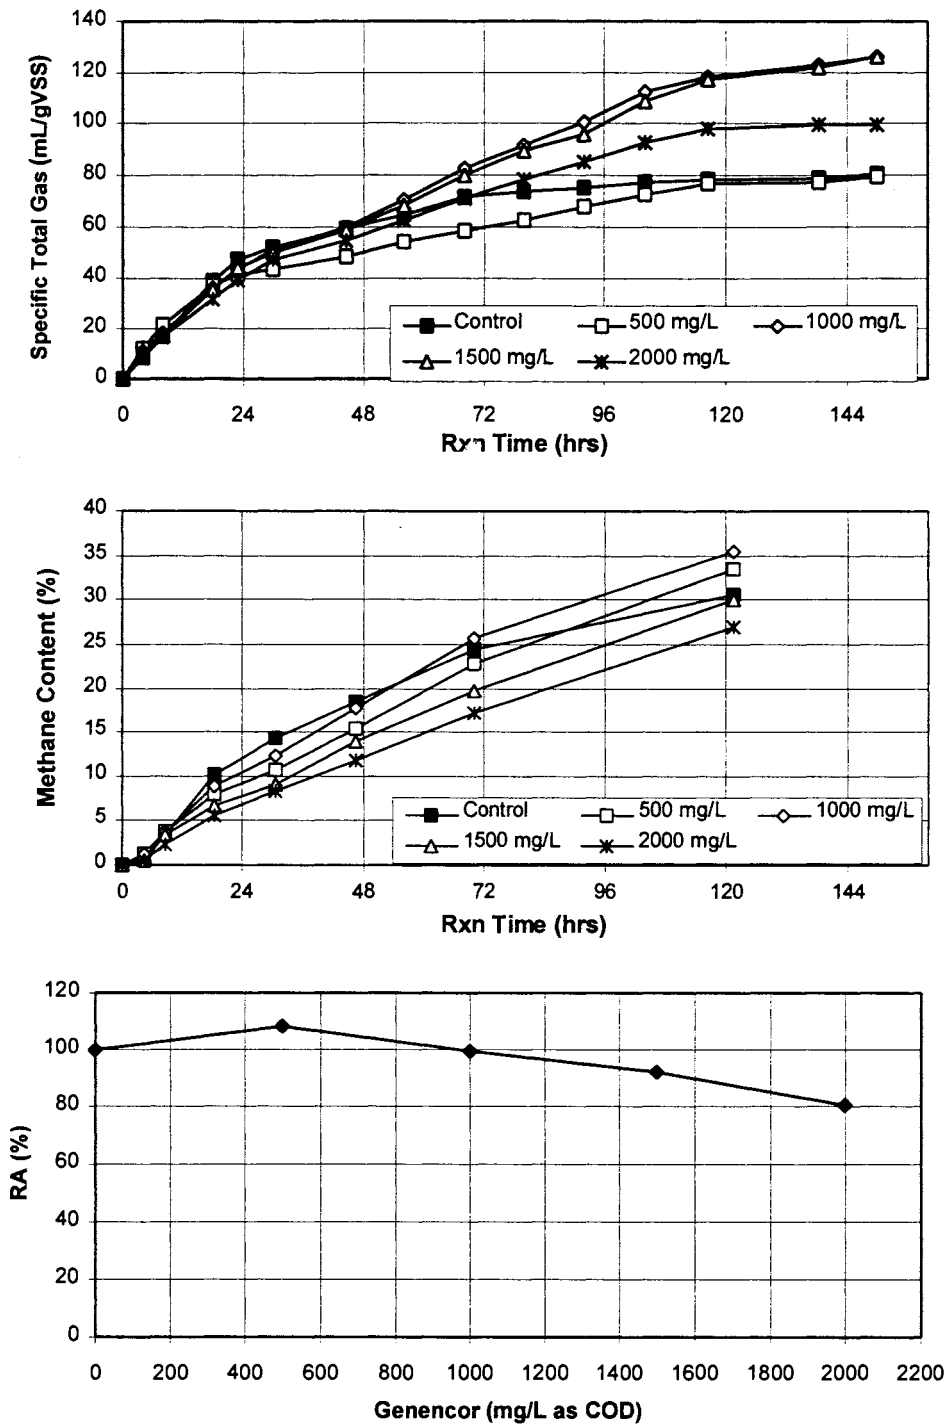 140
120
100
80
60
40
20
0
Specific Total Gas (mL/gVSS)
Control 500 mg/L 1000 mg/L
1500 mg/L 2000 mg/L
0 24 48 72 96 120 144
Rxn Time (hrs)
40
35
30
25
20
15
10
5
0
Methane Content (%)
Control 500 mg/L 1000 mg/L
1500 mg/L 2000 mg/L
0 24 48 72 96 120 144
Rxn Time (hrs)
120
100
80
60
40
20
0
RA (%)
0 200 400 600 800 1000 1200 1400 1600 1800 2000 2200
Genencor (mg/L as COD)